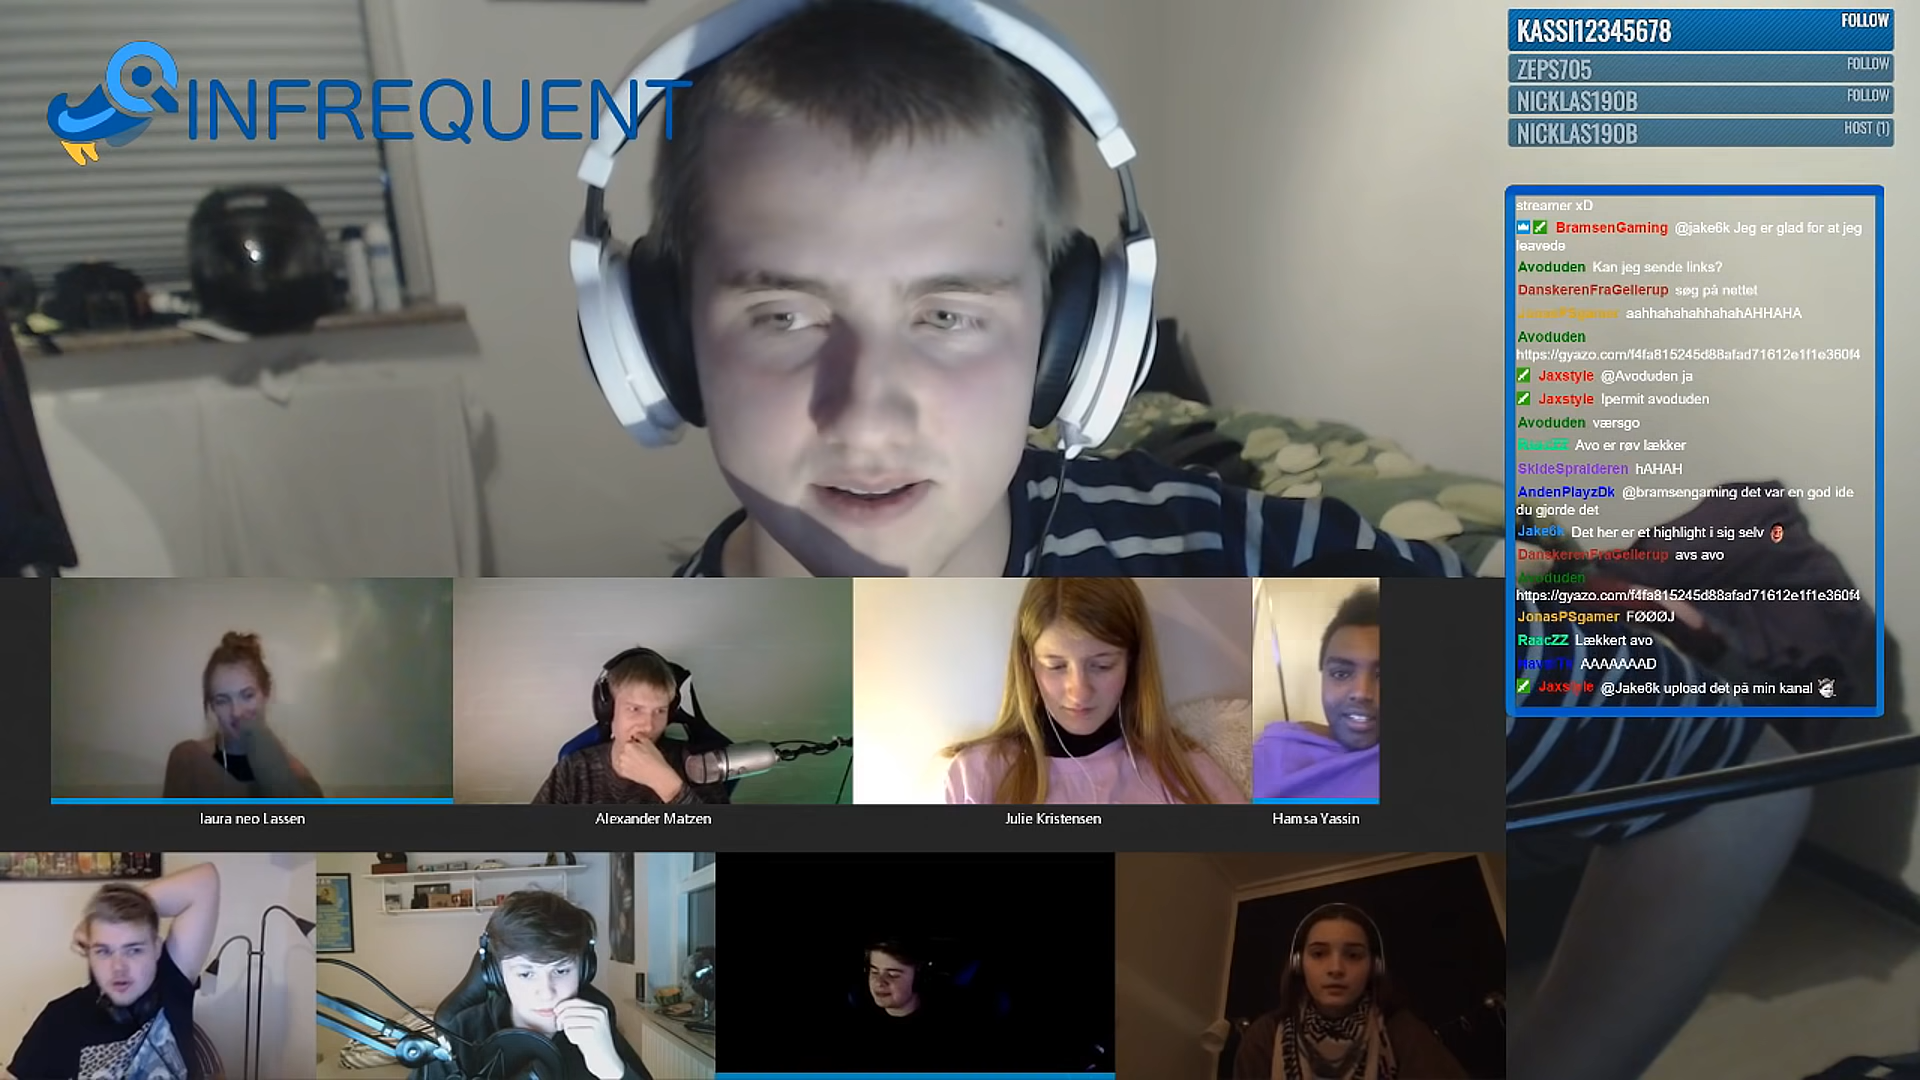 INFREQUENT
KASSI12345678 FOLLOW
ZEPS705 FOLLOW
NICKLAS190B FOLLOW
NICKLAS190B HOST (1)
streamer xD
BramsenGaming @jake6k Jeg er glad for at jeg
leavede
Avoduden Kan jeg sende links?
DanskerenFraGellerup søg på nettet
JonasPSgamer aahhahahahhahahAHHAHA
Avoduden
https://gyazo.com/f4fa815245d88afad71612e1f1e360f4
Jaxstyle @Avoduden ja
Jaxstyle !permit avoduden
Avoduden værsgo
RaacZZ Avo er røv lækker
SkideSpralderen hAHAH
AndenPlayzDk @bramsengaming det var en god ide
du gjorde det
Jake6k Det her er et highlight i sig selv
DanskerenFraGellerup avs avo
Avoduden
https://gyazo.com/f4fa815245d88afad71612e1f1e360f4
JonasPSgamer FØØØJ
RaacZZ Lækkert avo
AAAAAAAD
Jaxstyle @Jake6k upload det på min kanal
laura neo Lassen
Alexander Matzen
Julie Kristensen
Hamsa Yassin